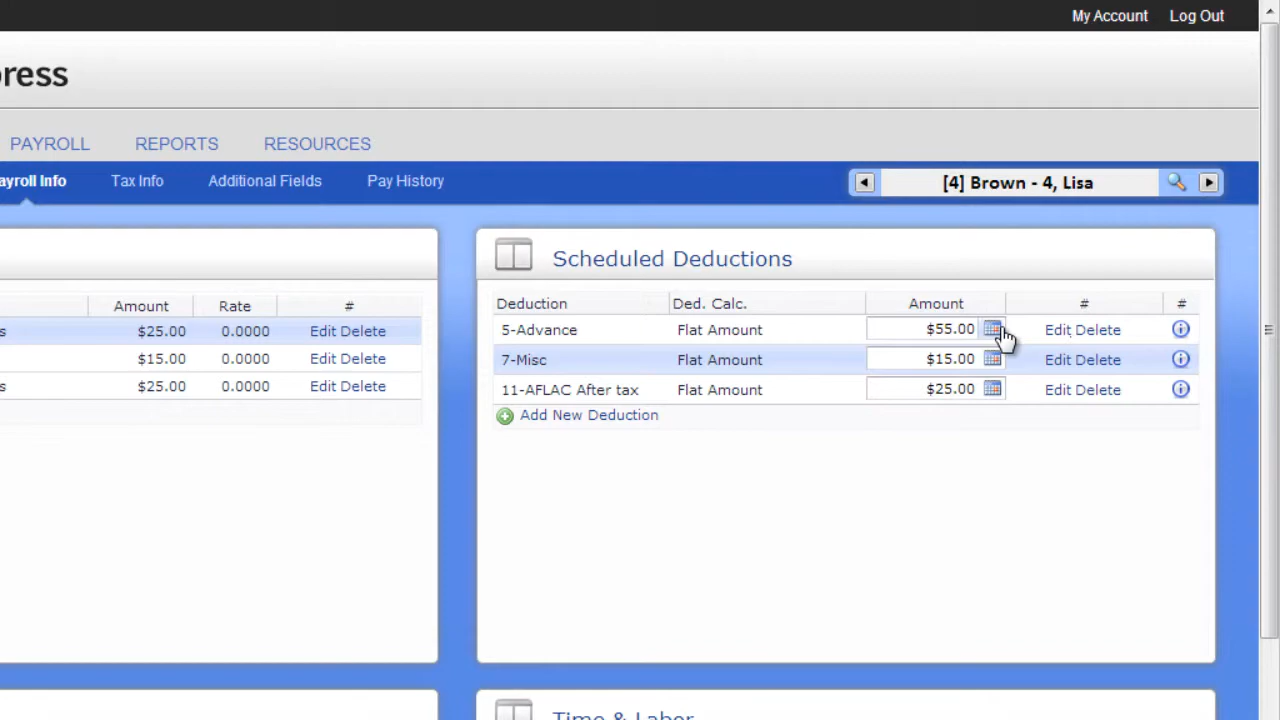 My Account Log Out
press
PAYROLL REPORTS RESOURCES
ayroll Info Tax Info Additional Fields Pay History [4] Brown - 4, Lisa
Scheduled Deductions
Amount Rate #
$25.00 0.0000 Edit Delete
$15.00 0.0000 Edit Delete
s $25.00 0.0000 Edit Delete
Deduction Ded. Calc. Amount # #
5-Advance Flat Amount $55.00 Edit Delete
7-Misc Flat Amount $15.00 Edit Delete
11-AFLAC After tax Flat Amount $25.00 Edit Delete
Add New Deduction
Time & Labor